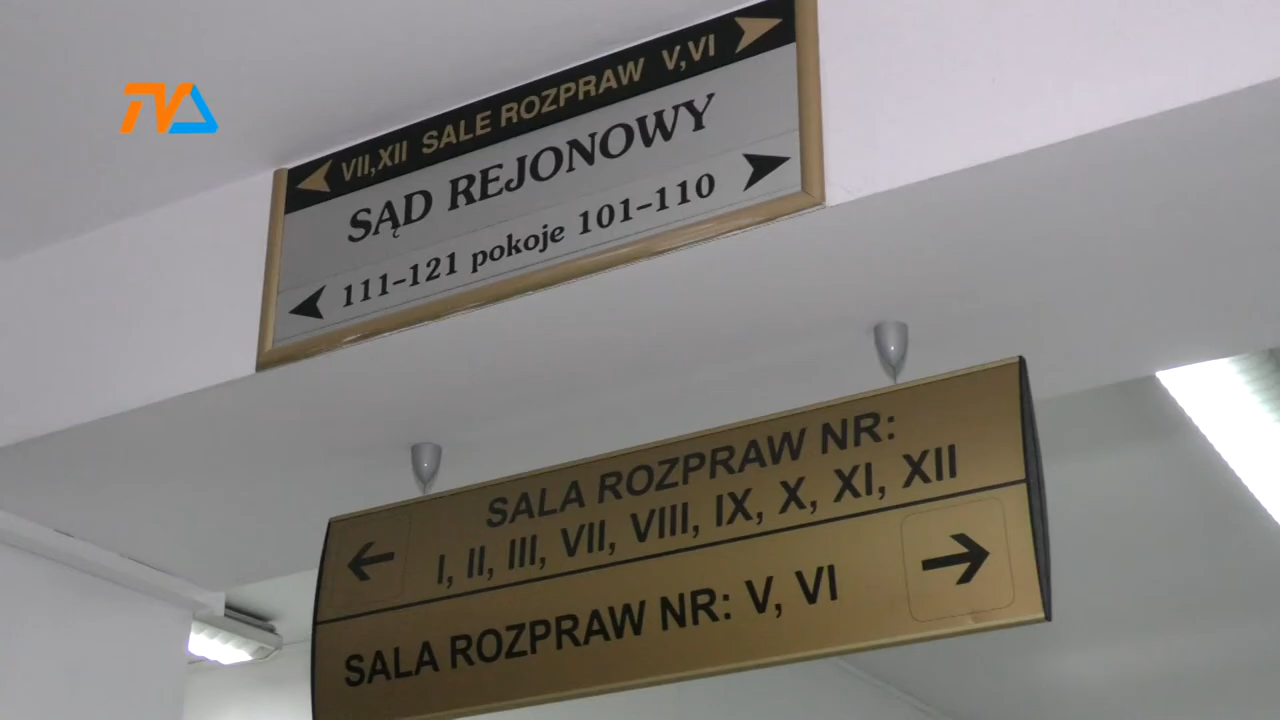 TVA
VII,XII SALE ROZPRAW V,VI
SĄD REJONOWY
111-121 pokoje 101-110
SALA ROZPRAW NR:
I, II, III, VII, VIII, IX, X, XI, XII
SALA ROZPRAW NR: V, VI